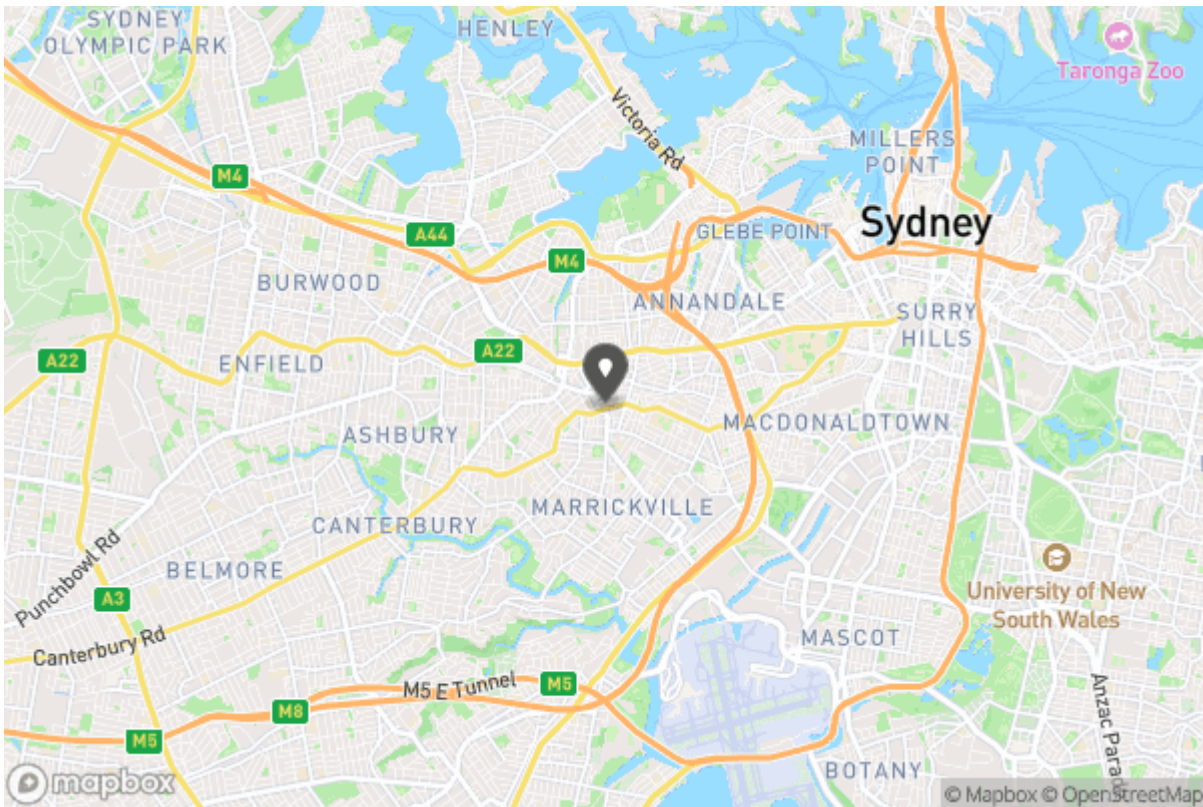 SYDNEY
OLYMPIC PARK
HENLEY
Taronga Zoo
Victoria Rd
MILLERS
POINT
M4
A44
GLEBE POINT
Sydney
M4
BURWOOD
ANNANDALE
SURRY
HILLS
A22
ENFIELD
A22
ASHBURY
MACDONALDTOWN
MARRICKVILLE
CANTERBURY
Punchbowl Rd
BELMORE
University of New
South Wales
A3
Canterbury Rd
MASCOT
M5 E Tunnel
M5
M8
M5
Anzac Parade
BOTANY
mapbox
© Mapbox © OpenStreetMap